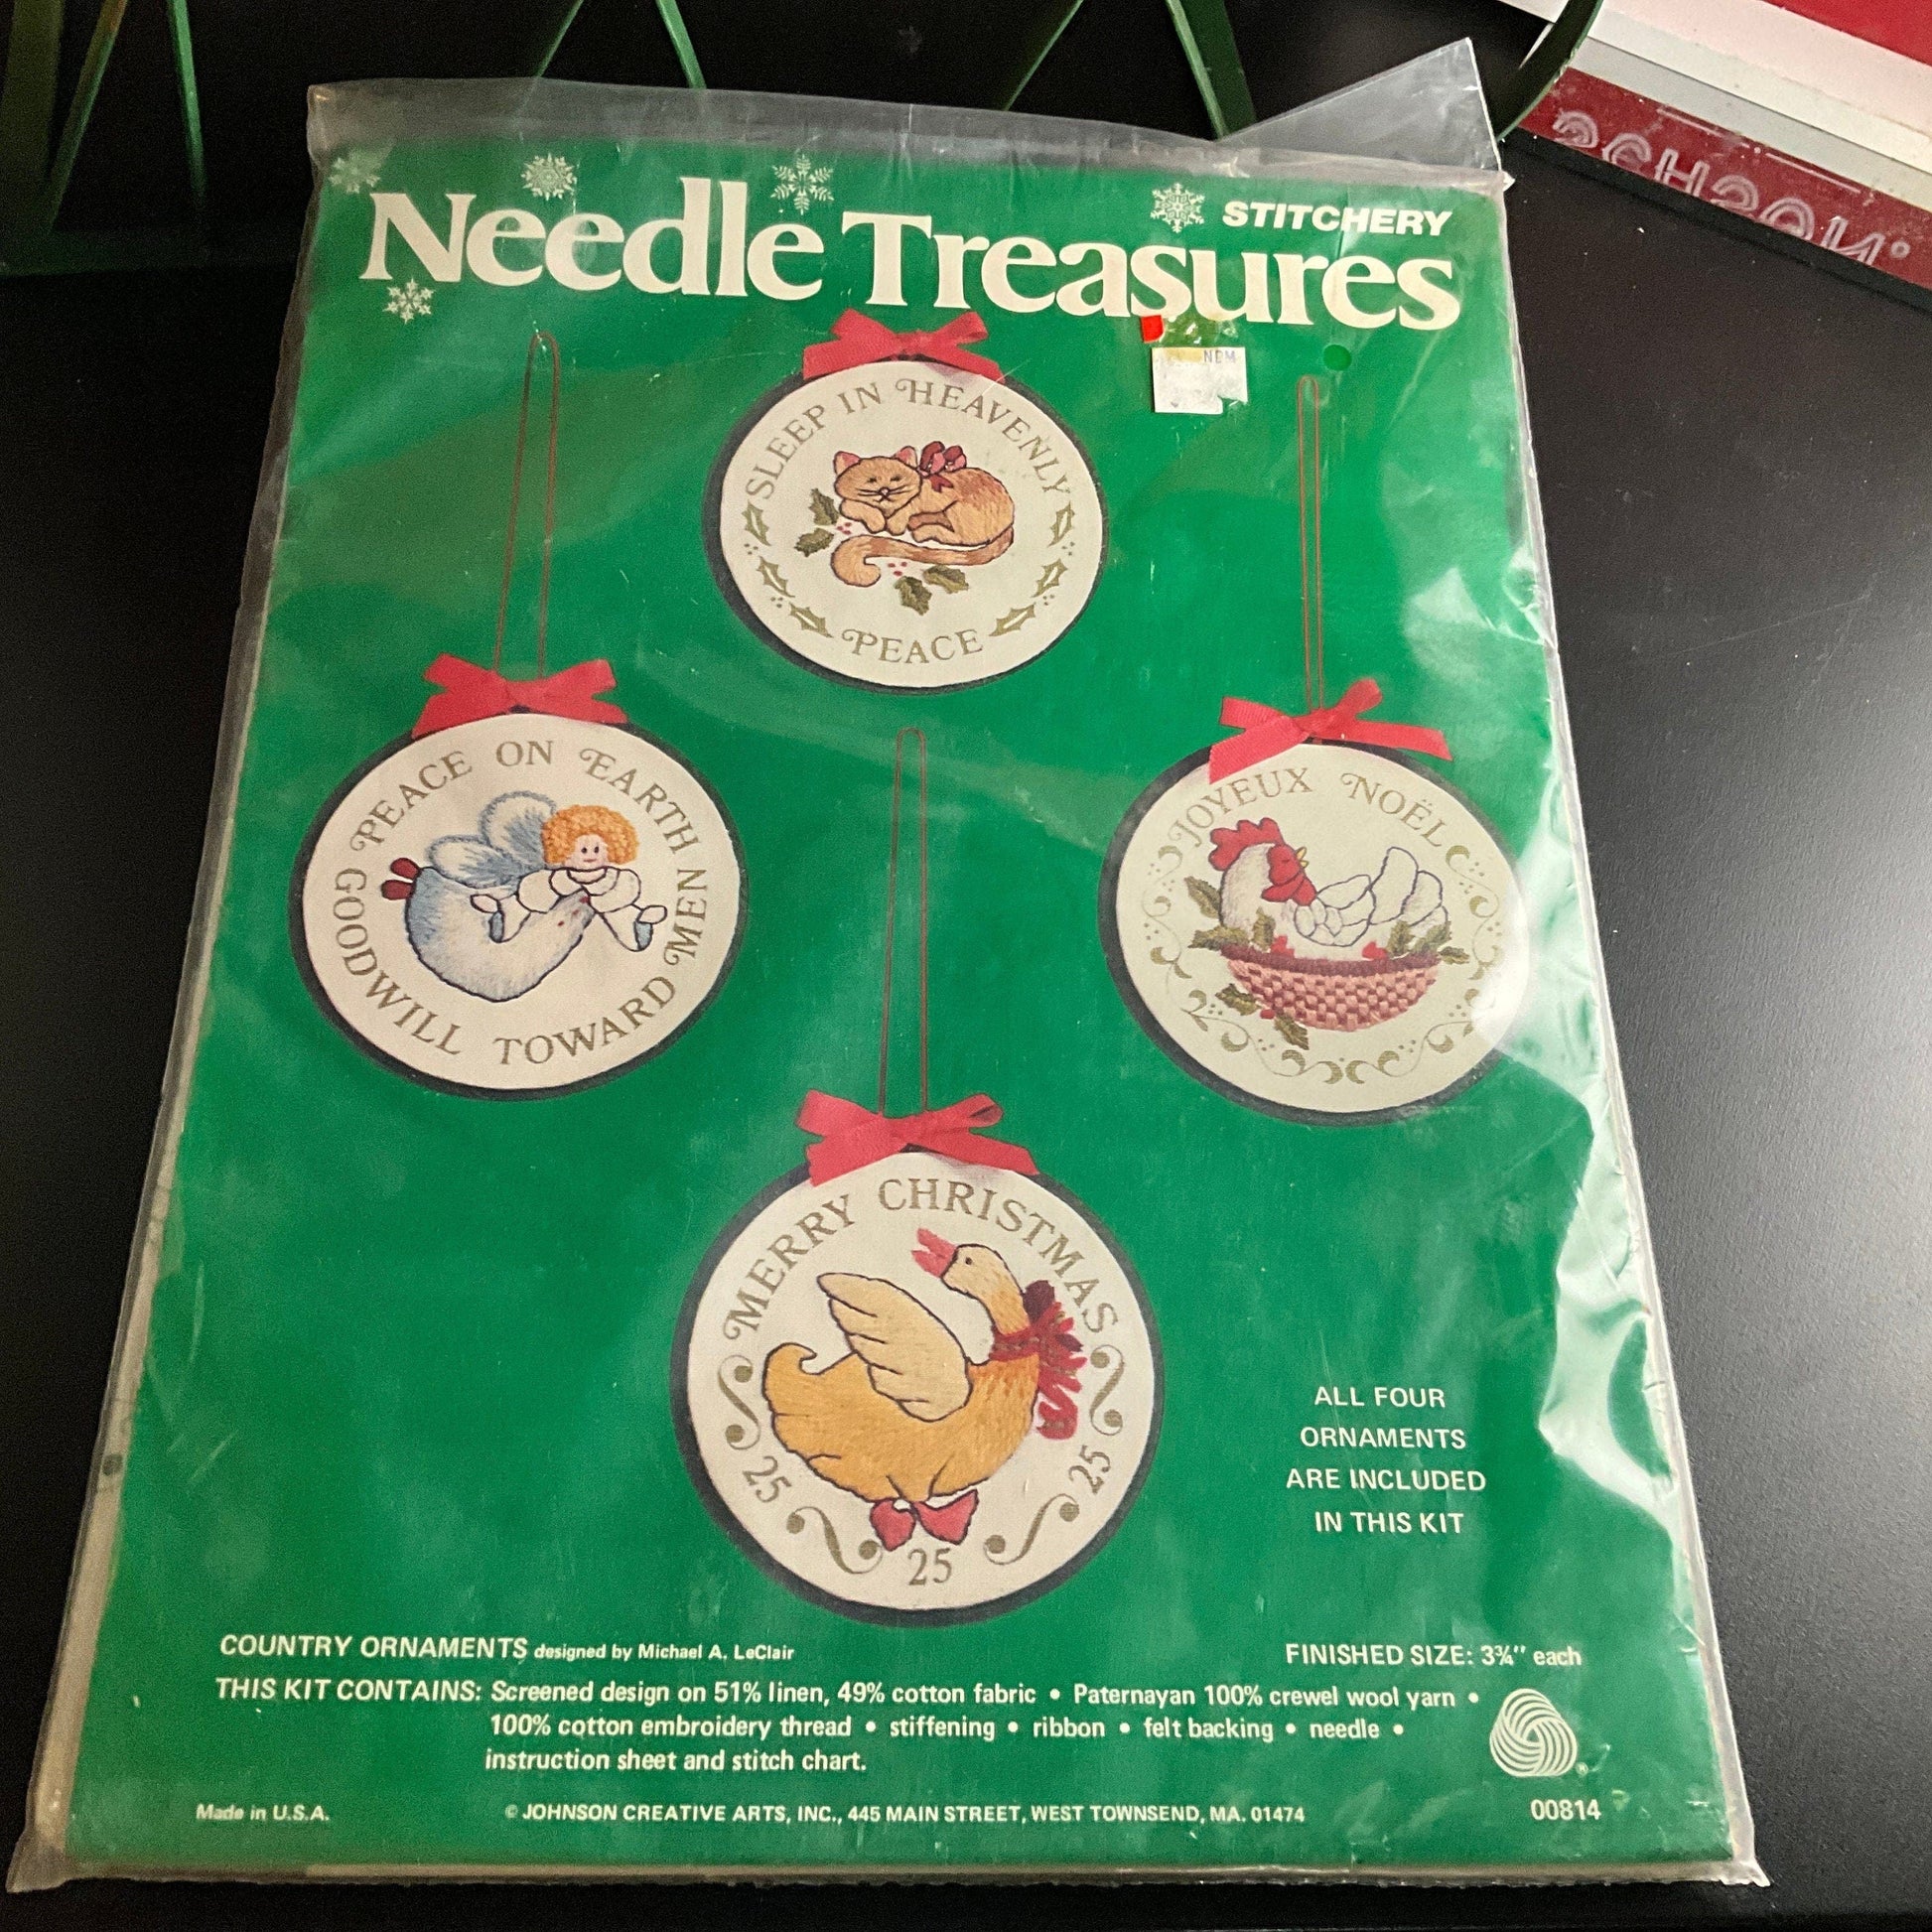 STITCHERY
Needle Treasures
NDM
SLEEP IN HEAVENLY
PEACE
PEACE ON EARTH
GOODWILL TOWARD MEN
JOYEUX NOËL
MERRY CHRISTMAS
25 25 25
ALL FOUR
ORNAMENTS
ARE INCLUDED
IN THIS KIT
COUNTRY ORNAMENTS designed by Michael A. LeClair
FINISHED SIZE: 3¾" each
THIS KIT CONTAINS: Screened design on 51% linen, 49% cotton fabric • Paternayan 100% crewel wool yarn •
100% cotton embroidery thread • stiffening • ribbon • felt backing • needle •
instruction sheet and stitch chart.
®
Made in U.S.A.
© JOHNSON CREATIVE ARTS, INC., 445 MAIN STREET, WEST TOWNSEND, MA. 01474
00814